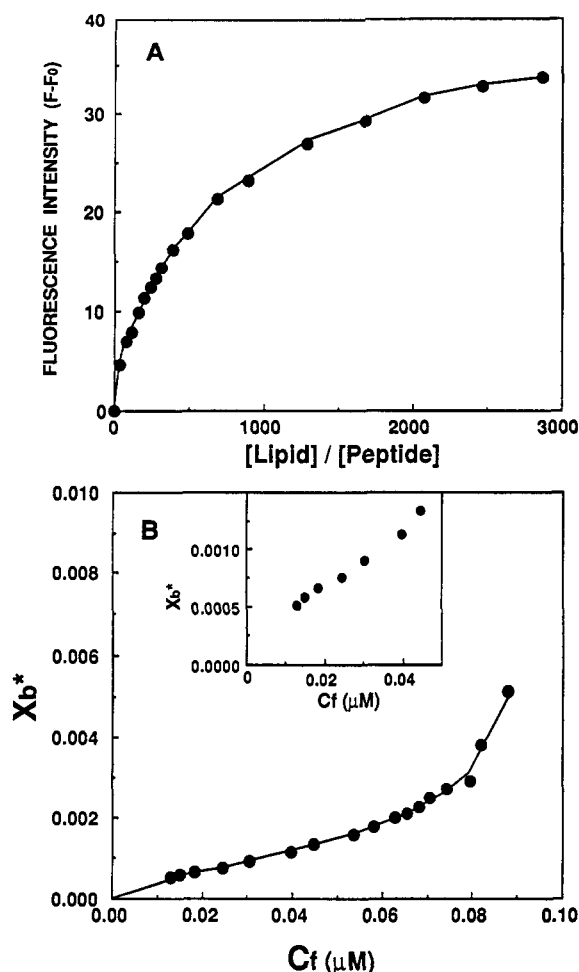 A
FLUORESCENCE INTENSITY (F-F0)
40
30
20
10
0
0 1000 2000 3000
[Lipid] / [Peptide]
B
Xb*
0.010
0.008
0.006
0.004
0.002
0.000
0.00 0.02 0.04 0.06 0.08 0.10
Cf (μM)
Xb*
0.0010
0.0005
0.0000
0 0.02 0.04
Cf (μM)